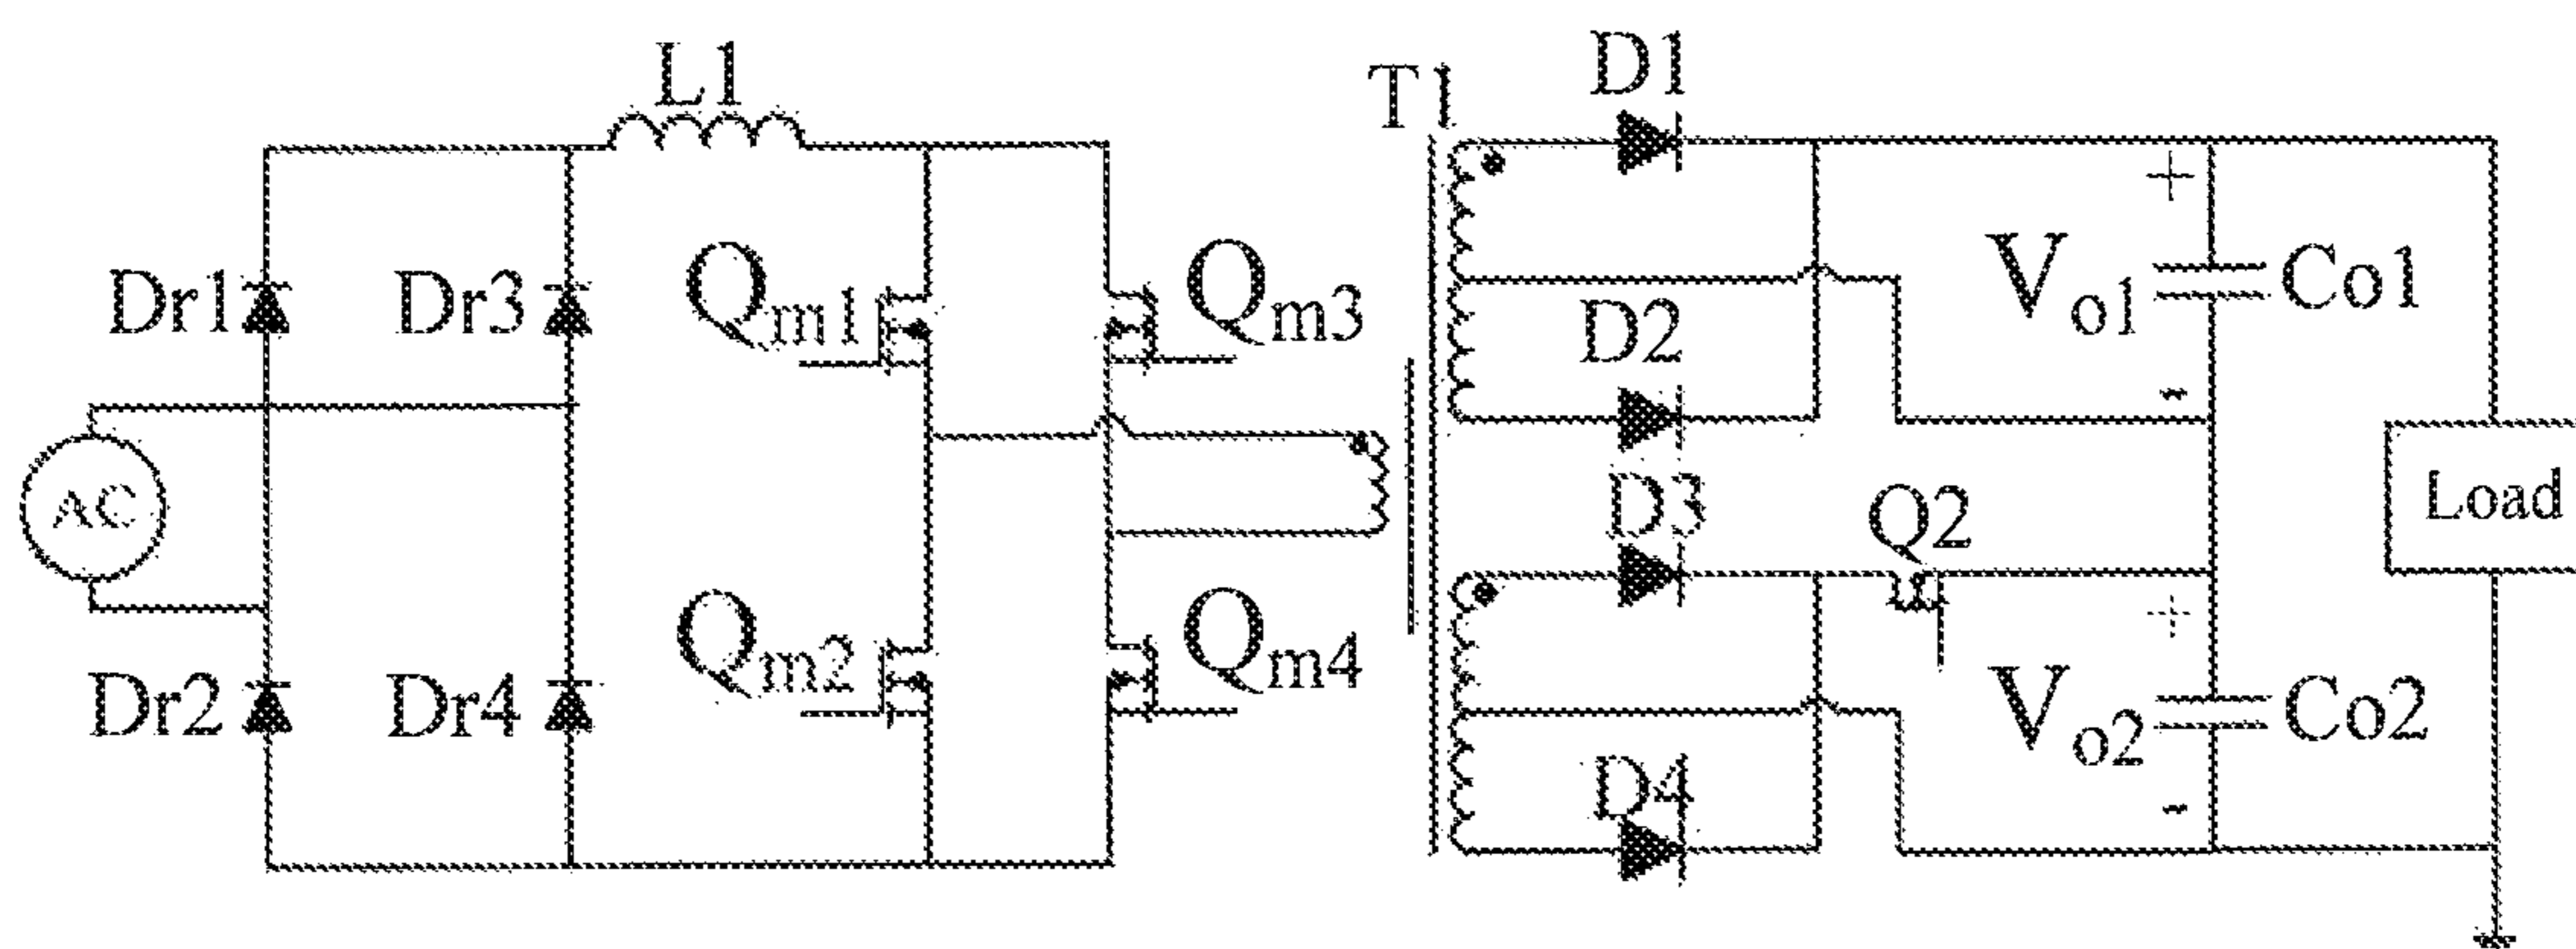 L1
T1
D1
Dr1
Dr3
Qm1
Qm3
+
Vo1
Co1
D2
-
AC
D3
Q2
Load
Dr2
Dr4
Qm2
Qm4
+
Vo2
Co2
D4
-